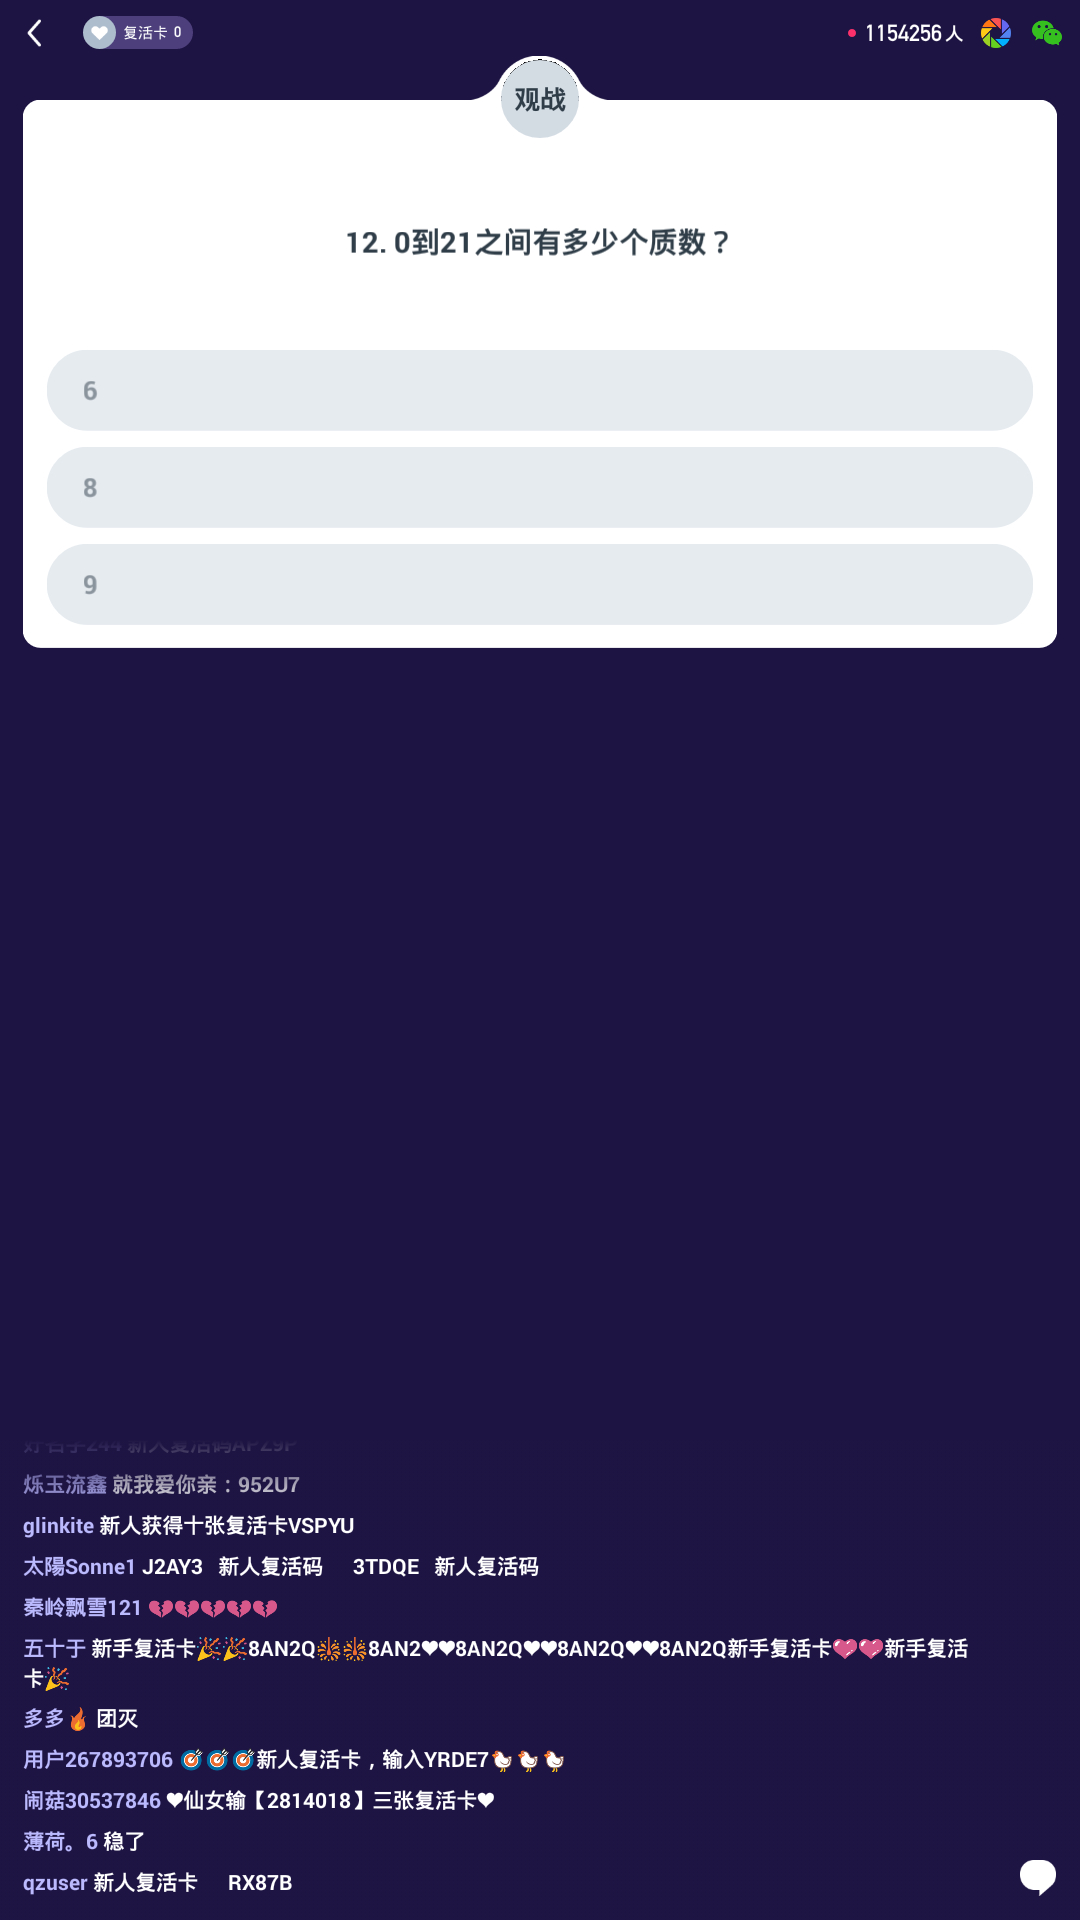 复活卡 0
1154256人
观战
12. 0到21之间有多少个质数？
6
8
9
烁玉流鑫 就我爱你亲：952U7
glinkite 新人获得十张复活卡VSPYU
太陽Sonne1 J2AY3 新人复活码 3TDQE 新人复活码
秦岭飘雪121 💔💔💔💔💔
五十于 新手复活卡🎉🎉8AN2Q🎇🎇8AN2❤❤8AN2Q❤❤8AN2Q❤❤8AN2Q新手复活卡💖💖新手复活
卡🎉
多多🔥 团灭
用户267893706 🎯🎯🎯新人复活卡，输入YRDE7🐔🐔🐔
闹菇30537846 ❤仙女输【2814018】三张复活卡❤
薄荷。6 稳了
qzuser 新人复活卡 RX87B